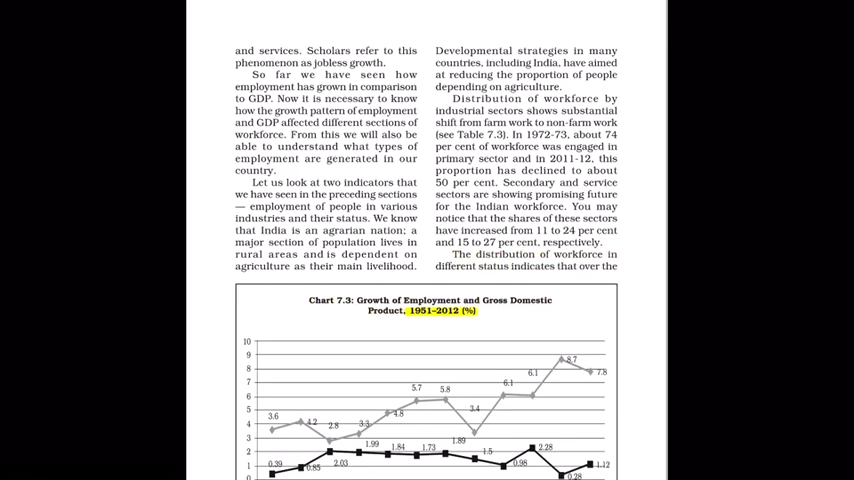 and services. Scholars refer to this
phenomenon as jobless growth.
So far we have seen how
employment has grown in comparison
to GDP. Now it is necessary to know
how the growth pattern of employment
and GDP affected different sections of
workforce. From this we will also be
able to understand what types of
employment are generated in our
country.
Let us look at two indicators that
we have seen in the preceding sections
— employment of people in various
industries and their status. We know
that India is an agrarian nation; a
major section of population lives in
rural areas and is dependent on
agriculture as their main livelihood.
Developmental strategies in many
countries, including India, have aimed
at reducing the proportion of people
depending on agriculture.
Distribution of workforce by
industrial sectors shows substantial
shift from farm work to non-farm work
(see Table 7.3). In 1972-73, about 74
per cent of workforce was engaged in
primary sector and in 2011-12, this
proportion has declined to about
50 per cent. Secondary and service
sectors are showing promising future
for the Indian workforce. You may
notice that the shares of these sectors
have increased from 11 to 24 per cent
and 15 to 27 per cent, respectively.
The distribution of workforce in
different status indicates that over the
Chart 7.3: Growth of Employment and Gross Domestic
Product, 1951–2012 (%)
10
9
8
7
6
5
4
3
2
1
0
3.6
4.2
2.8
3.3
4.8
5.7
5.8
3.4
6.1
6.1
8.7
7.8
0.39
0.85
2.03
1.99
1.84
1.73
1.89
1.5
0.98
2.28
0.28
1.12